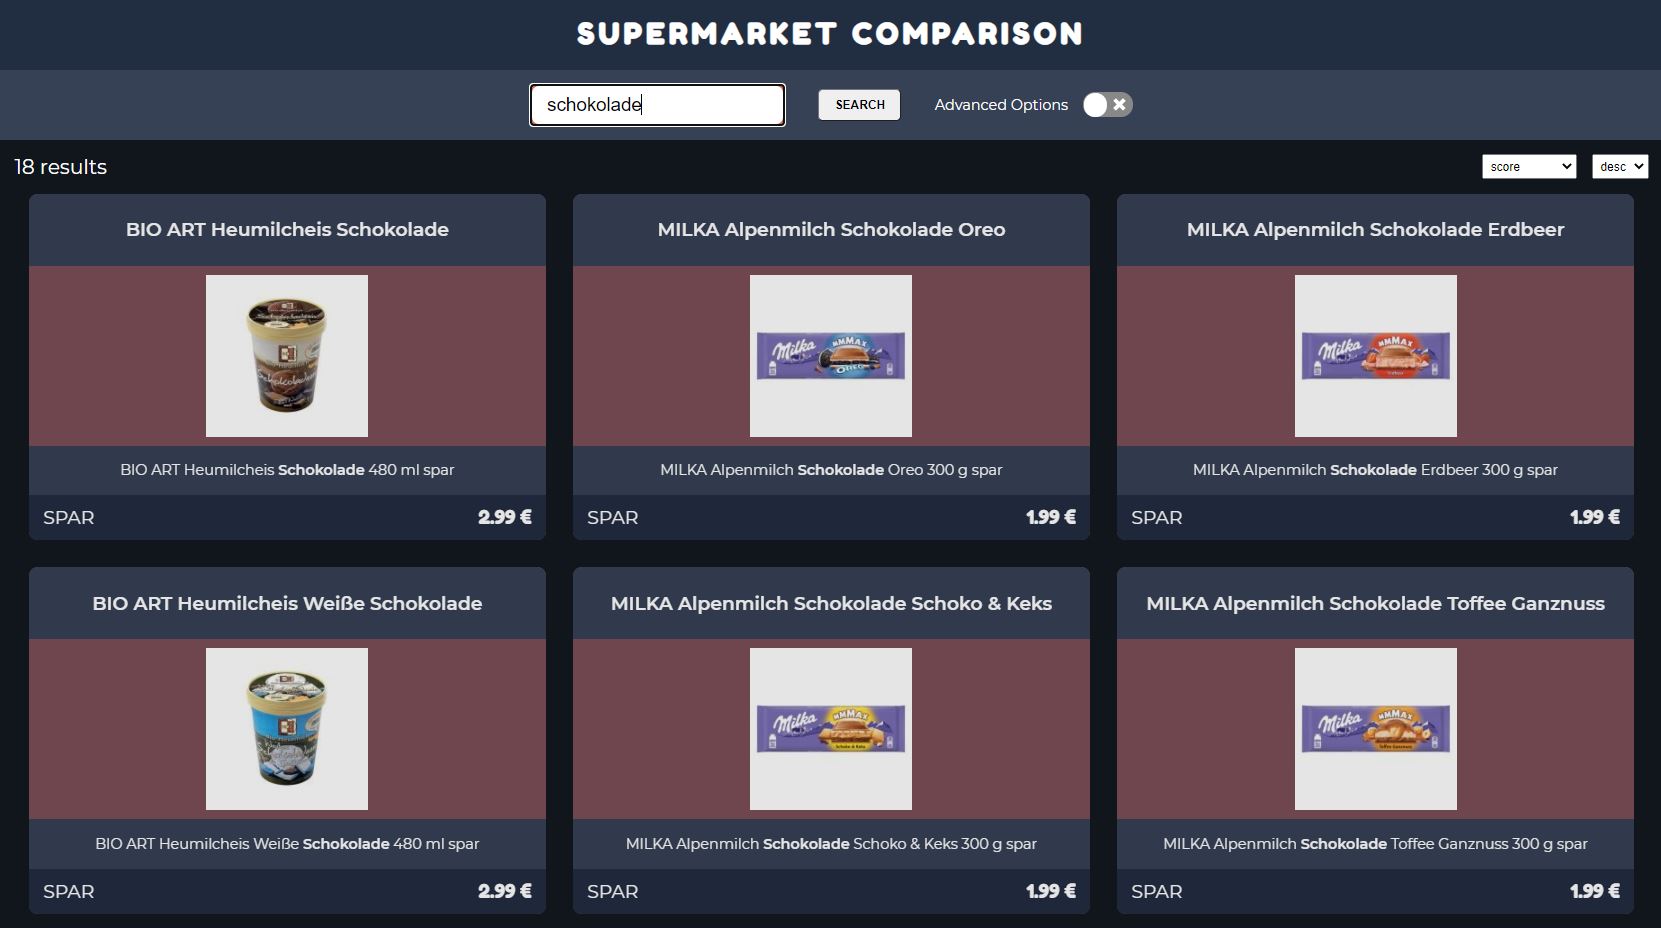 SUPERMARKET COMPARISON
schokolade
SEARCH
Advanced Options
18 results
score
desc
BIO ART Heumilcheis Schokolade
MILKA Alpenmilch Schokolade Oreo
MILKA Alpenmilch Schokolade Erdbeer
Milka
MMMAX
OREO
Milka
MMMAX
BIO ART Heumilcheis Schokolade 480 ml spar
MILKA Alpenmilch Schokolade Oreo 300 g spar
MILKA Alpenmilch Schokolade Erdbeer 300 g spar
SPAR 2.99 €
SPAR 1.99 €
SPAR 1.99 €
BIO ART Heumilcheis Weiße Schokolade
MILKA Alpenmilch Schokolade Schoko & Keks
MILKA Alpenmilch Schokolade Toffee Ganznuss
Milka
MMMAX
Schoko & Keks
Milka
MMMAX
Toffee Ganznuss
BIO ART Heumilcheis Weiße Schokolade 480 ml spar
MILKA Alpenmilch Schokolade Schoko & Keks 300 g spar
MILKA Alpenmilch Schokolade Toffee Ganznuss 300 g spar
SPAR 2.99 €
SPAR 1.99 €
SPAR 1.99 €